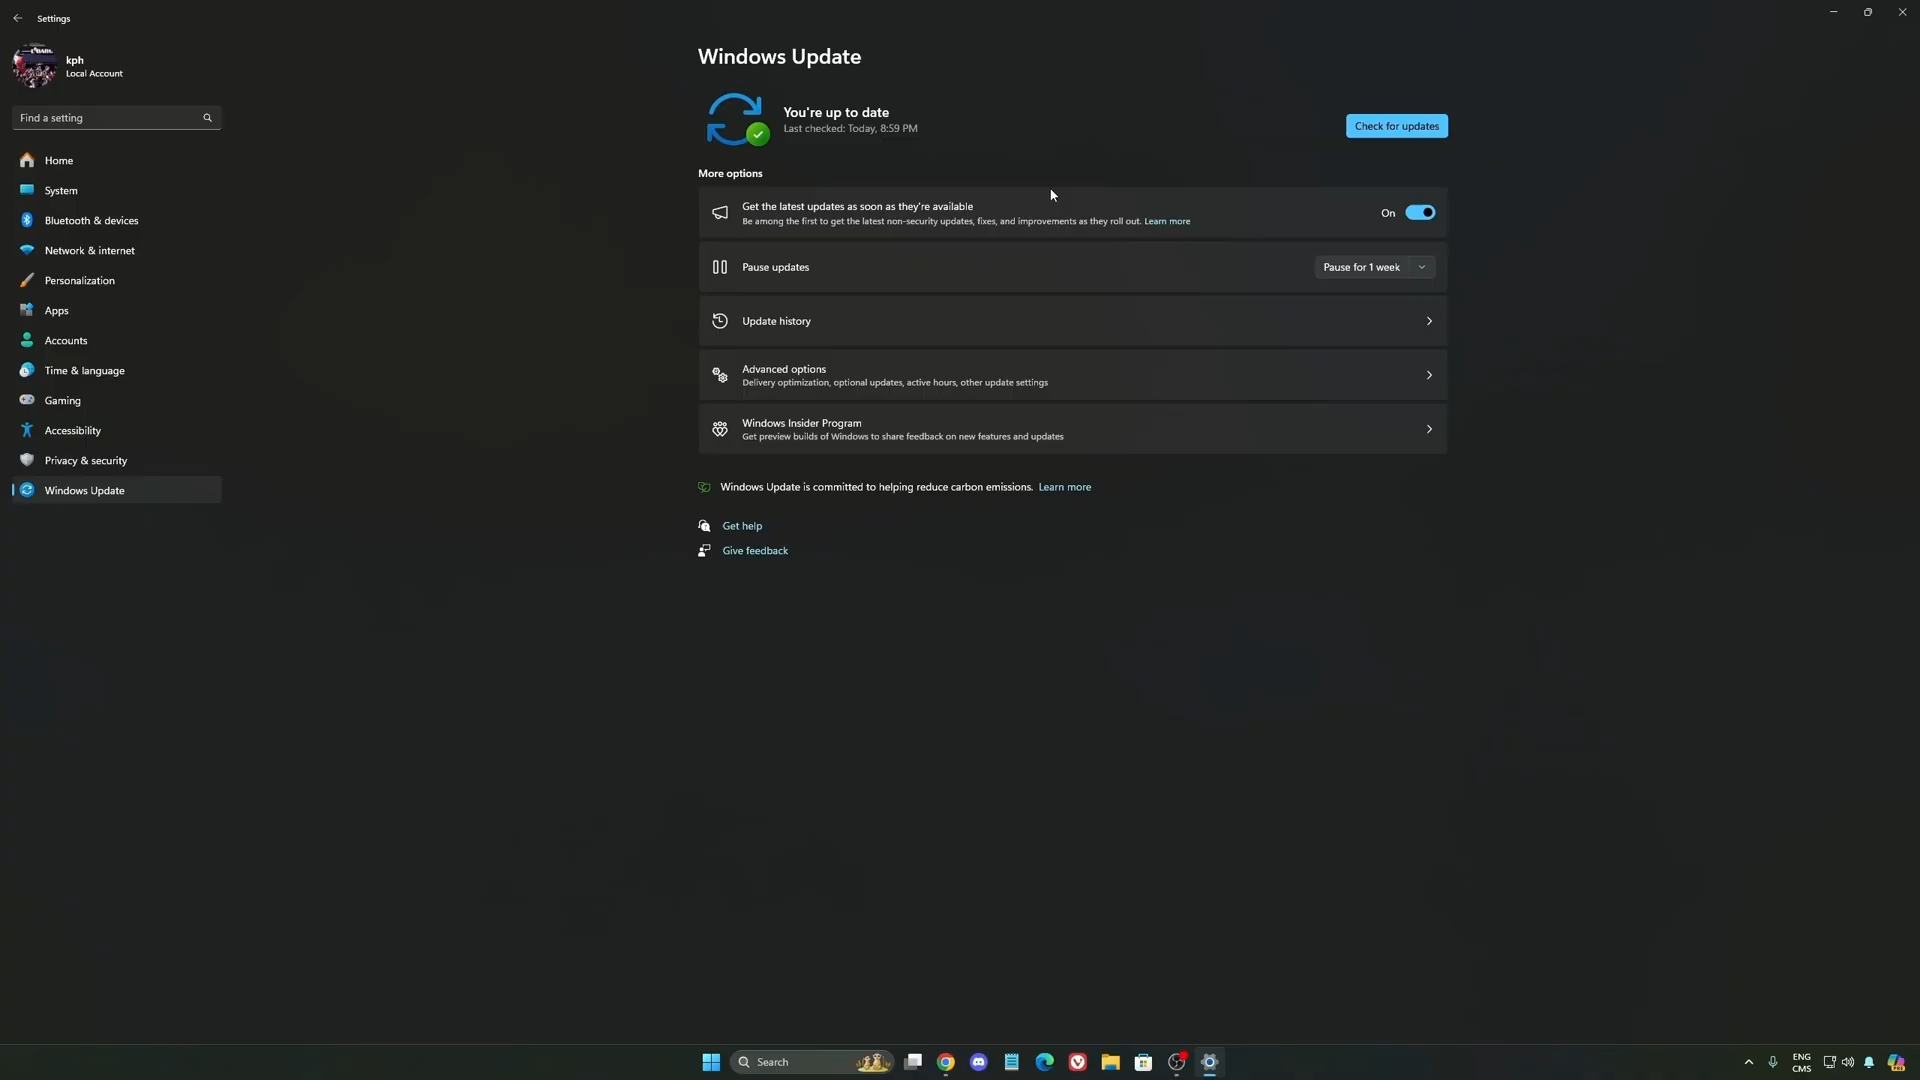 Settings
kph
Local Account
Find a setting
Home
System
Bluetooth & devices
Network & internet
Personalization
Apps
Accounts
Time & language
Gaming
Accessibility
Privacy & security
Windows Update
Windows Update
You're up to date
Last checked: Today, 8:59 PM
Check for updates
More options
Get the latest updates as soon as they're available
Be among the first to get the latest non-security updates, fixes, and improvements as they roll out. Learn more
On
Pause updates
Pause for 1 week
Update history
Advanced options
Delivery optimization, optional updates, active hours, other update settings
Windows Insider Program
Get preview builds of Windows to share feedback on new features and updates
Windows Update is committed to helping reduce carbon emissions. Learn more
Get help
Give feedback
Search
ENG
CMS